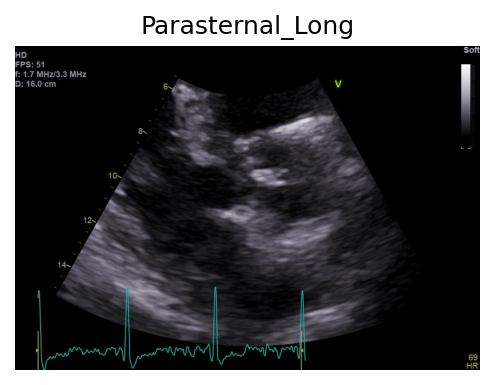 Parasternal_Long
HD
FPS: 51
f: 1.7 MHz/3.3 MHz
D: 16.0 cm
Soft
V
6
8
10
12
14
69
HR